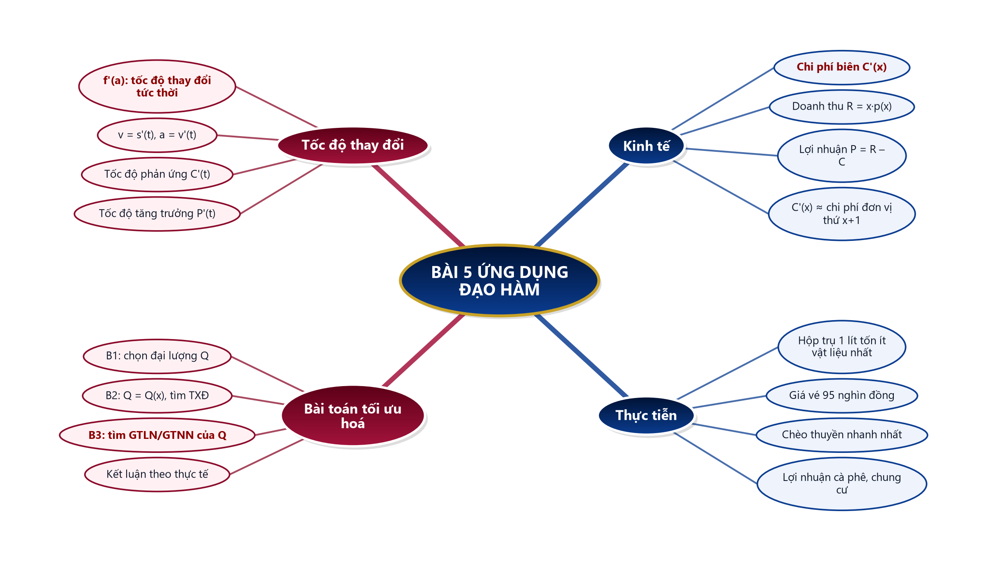 BÀI 5 ỨNG DỤNG
ĐẠO HÀM
Tốc độ thay đổi
f'(a): tốc độ thay đổi
tức thời
v = s'(t), a = v'(t)
Tốc độ phản ứng C'(t)
Tốc độ tăng trưởng P'(t)
Kinh tế
Chi phí biên C'(x)
Doanh thu R = x·p(x)
Lợi nhuận P = R –
C
C'(x) ≈ chi phí đơn vị
thứ x+1
Bài toán tối ưu
hoá
B1: chọn đại lượng Q
B2: Q = Q(x), tìm TXĐ
B3: tìm GTLN/GTNN của Q
Kết luận theo thực tế
Thực tiễn
Hộp trụ 1 lít tốn ít
vật liệu nhất
Giá vé 95 nghìn đồng
Chèo thuyền nhanh nhất
Lợi nhuận cà phê, chung
cư